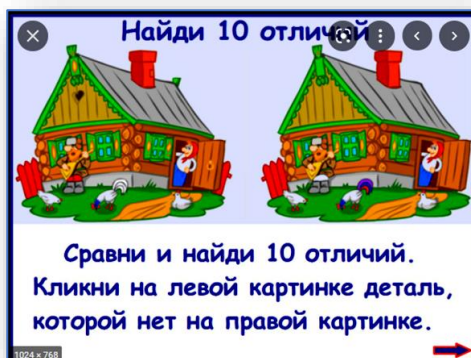 Найди 10 отличий
Сравни и найди 10 отличий.
Кликни на левой картинке деталь,
которой нет на правой картинке.
1024 × 768